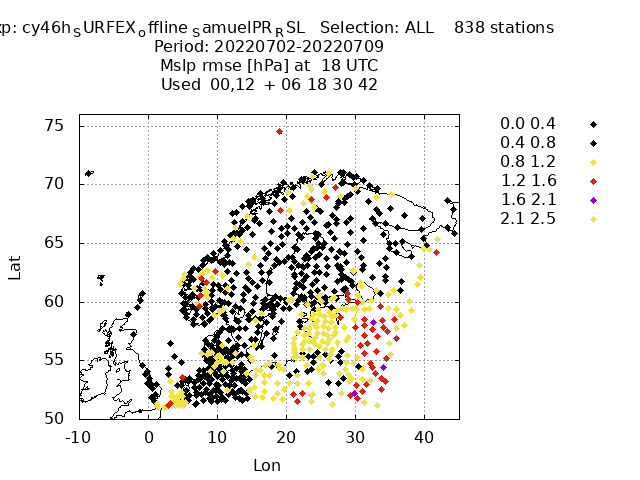 xp: cy46h_SURFEX_offline_SamuelPR_RSL Selection: ALL 838 stations
Period: 20220702-20220709
Mslp rmse [hPa] at 18 UTC
Used 00,12 + 06 18 30 42
0.0 0.4
0.4 0.8
0.8 1.2
1.2 1.6
1.6 2.1
2.1 2.5
75
70
65
60
55
50
Lat
-10 0 10 20 30 40
Lon